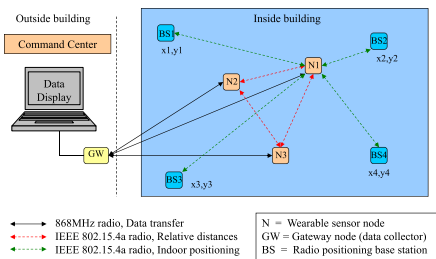 Outside building
Inside building
Command Center
Data
Display
GW
BS1
x1,y1
BS2
x2,y2
N1
N2
N3
BS3
x3,y3
BS4
x4,y4
868MHz radio, Data transfer
IEEE 802.15.4a radio, Relative distances
IEEE 802.15.4a radio, Indoor positioning
N = Wearable sensor node
GW = Gateway node (data collector)
BS = Radio positioning base station